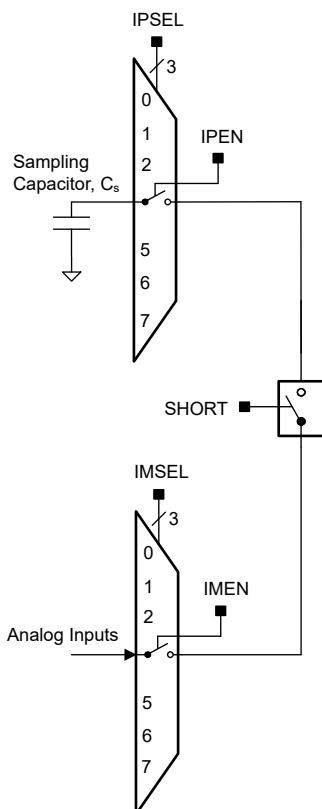 IPSEL
3
0
1
2
IPEN
Sampling
Capacitor, Cₛ
5
6
7
SHORT
IMSEL
3
0
1
2
IMEN
Analog Inputs
5
6
7